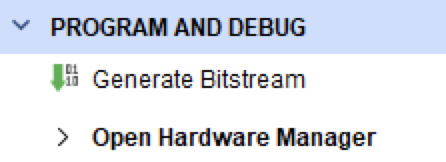 PROGRAM AND DEBUG
Generate Bitstream
Open Hardware Manager